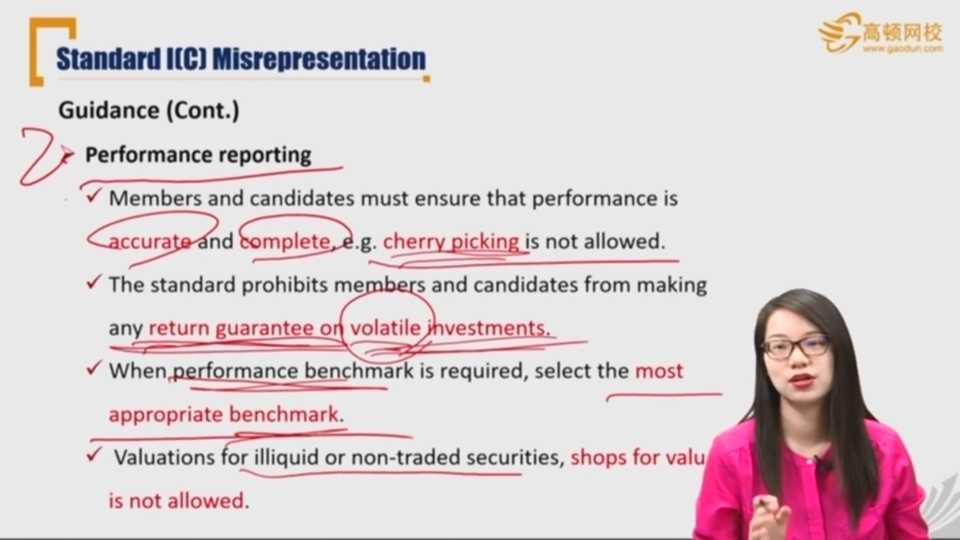 高顿网校
www.gaodun.com
Standard I(C) Misrepresentation
Guidance (Cont.)
Performance reporting
Members and candidates must ensure that performance is
accurate and complete, e.g. cherry picking is not allowed.
The standard prohibits members and candidates from making
any return guarantee on volatile investments.
When performance benchmark is required, select the most
appropriate benchmark.
Valuations for illiquid or non-traded securities, shops for valu
is not allowed.